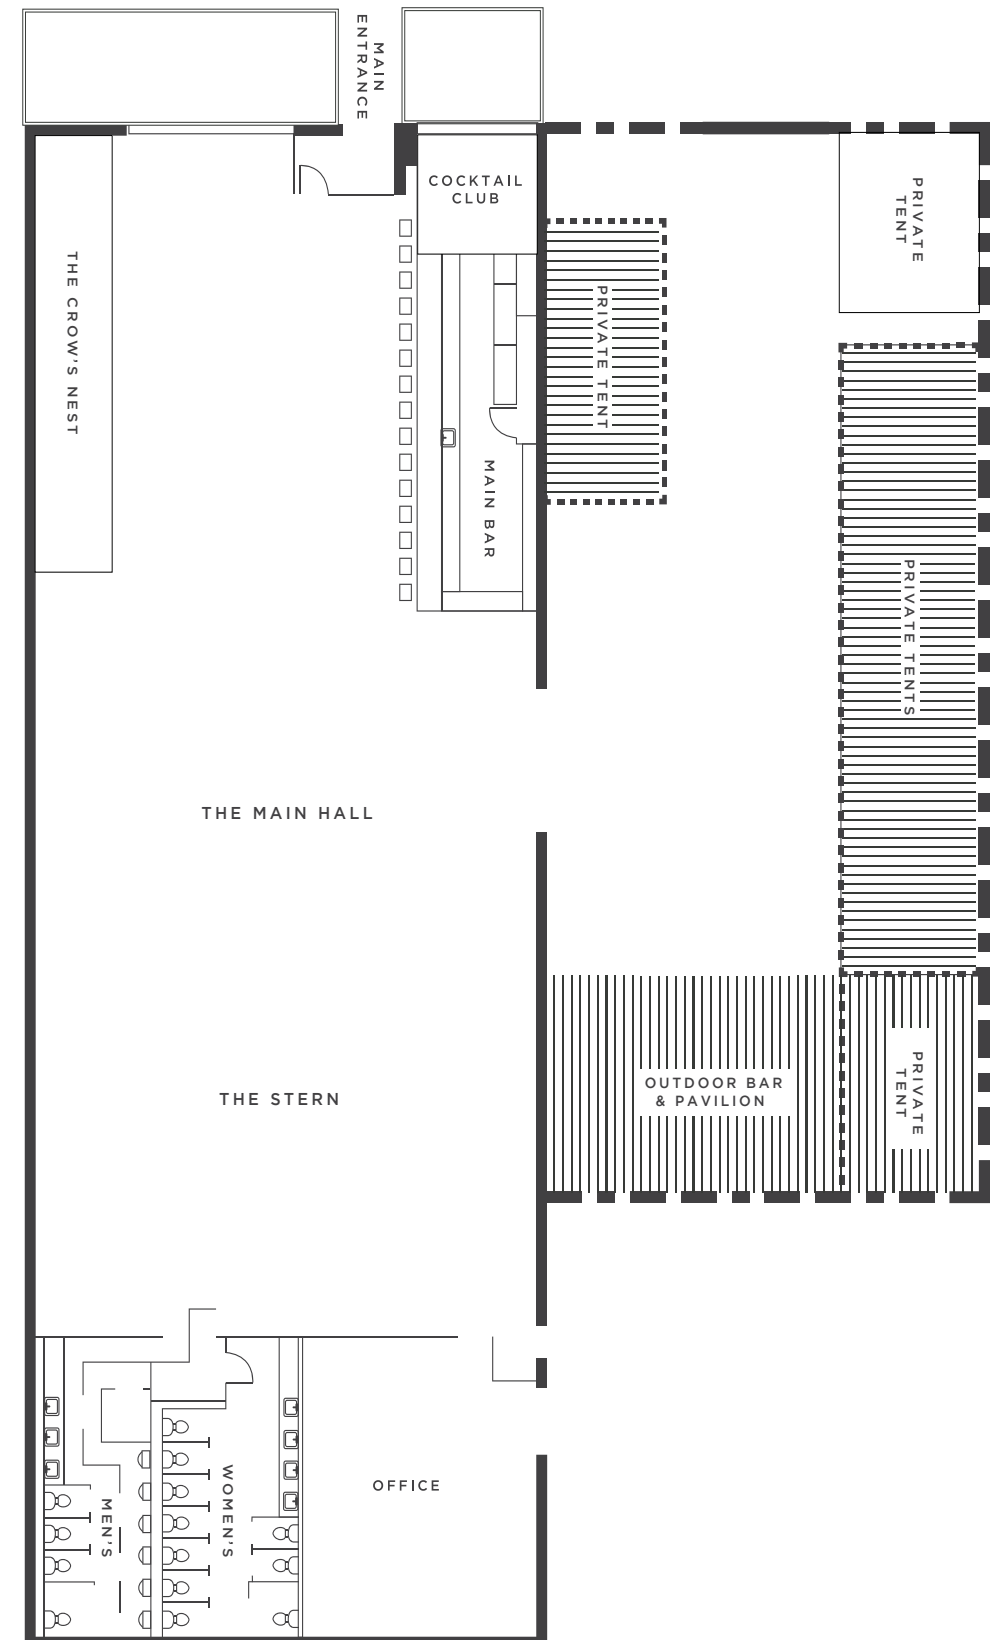 MAIN
ENTRANCE
COCKTAIL
CLUB
PRIVATE
TENT
THE CROW'S NEST
PRIVATE TENT
MAIN BAR
PRIVATE TENTS
THE MAIN HALL
OUTDOOR BAR
& PAVILION
PRIVATE
TENT
THE STERN
MEN'S
WOMEN'S
OFFICE